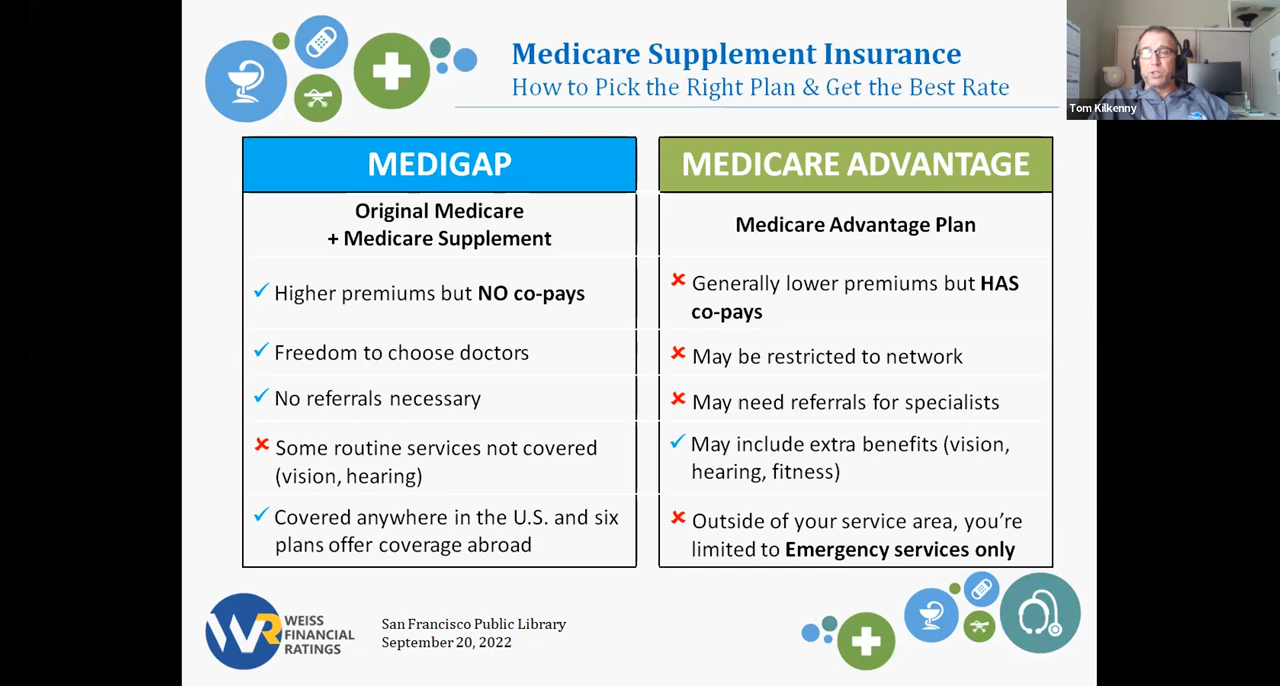 Medicare Supplement Insurance
How to Pick the Right Plan & Get the Best Rate
Tom Kilkenny
MEDIGAP
Original Medicare
+ Medicare Supplement
✓ Higher premiums but NO co-pays
✓ Freedom to choose doctors
✓ No referrals necessary
✘ Some routine services not covered
(vision, hearing)
✓ Covered anywhere in the U.S. and six
plans offer coverage abroad
MEDICARE ADVANTAGE
Medicare Advantage Plan
✘ Generally lower premiums but HAS
co-pays
✘ May be restricted to network
✘ May need referrals for specialists
✓ May include extra benefits (vision,
hearing, fitness)
✘ Outside of your service area, you’re
limited to Emergency services only
WR
WEISS
FINANCIAL
RATINGS
San Francisco Public Library
September 20, 2022